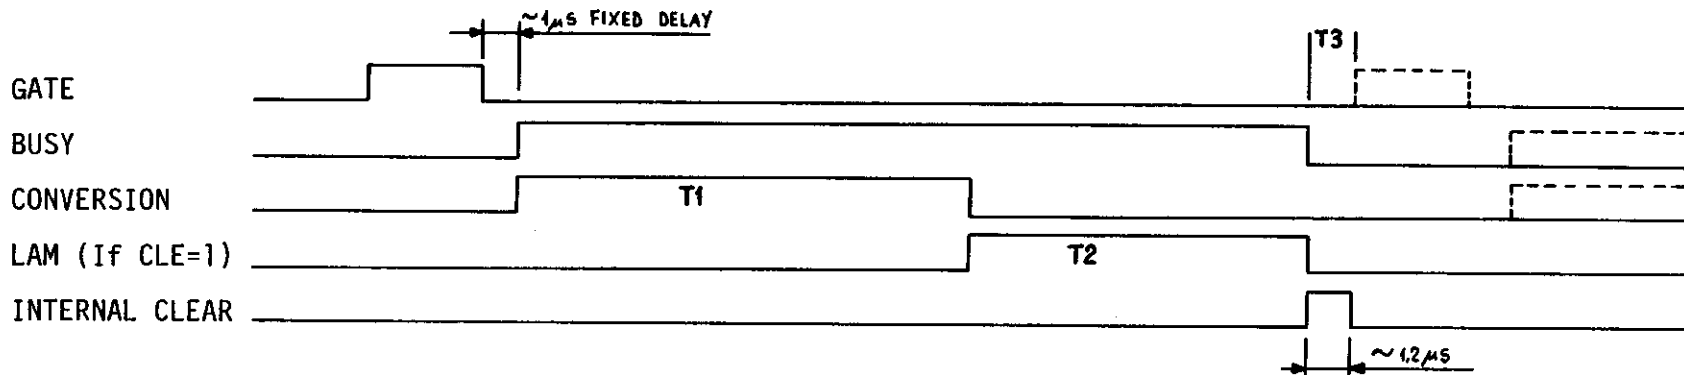 ~1µs FIXED DELAY
T3
GATE
BUSY
CONVERSION T1
LAM (If CLE=1) T2
INTERNAL CLEAR
~1.2µs